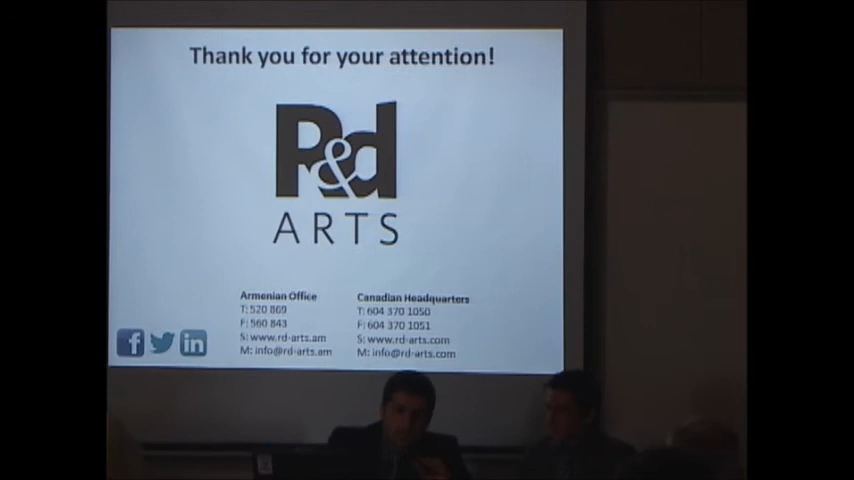 Thank you for your attention!
R&d
ARTS
Armenian Office
T: 520 869
F: 560 843
S: www.rd-arts.am
M: info@rd-arts.am
Canadian Headquarters
T: 604 370 1050
F: 604 370 1051
S: www.rd-arts.com
M: info@rd-arts.com
f
in